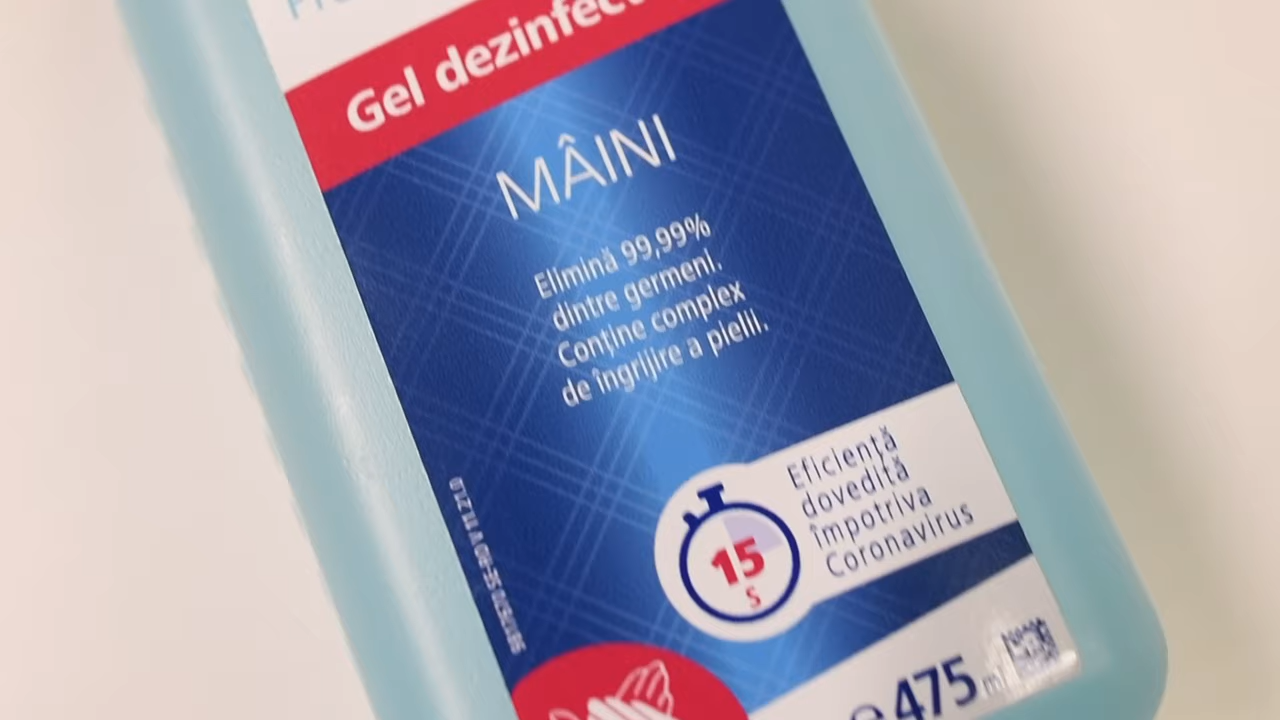 Gel dezinfect
MÂINI
Elimină 99,99%
dintre germeni.
Conține complex
de îngrijire a pielii.
15
s
Eficiență
dovedită
împotriva
Coronavirus
475